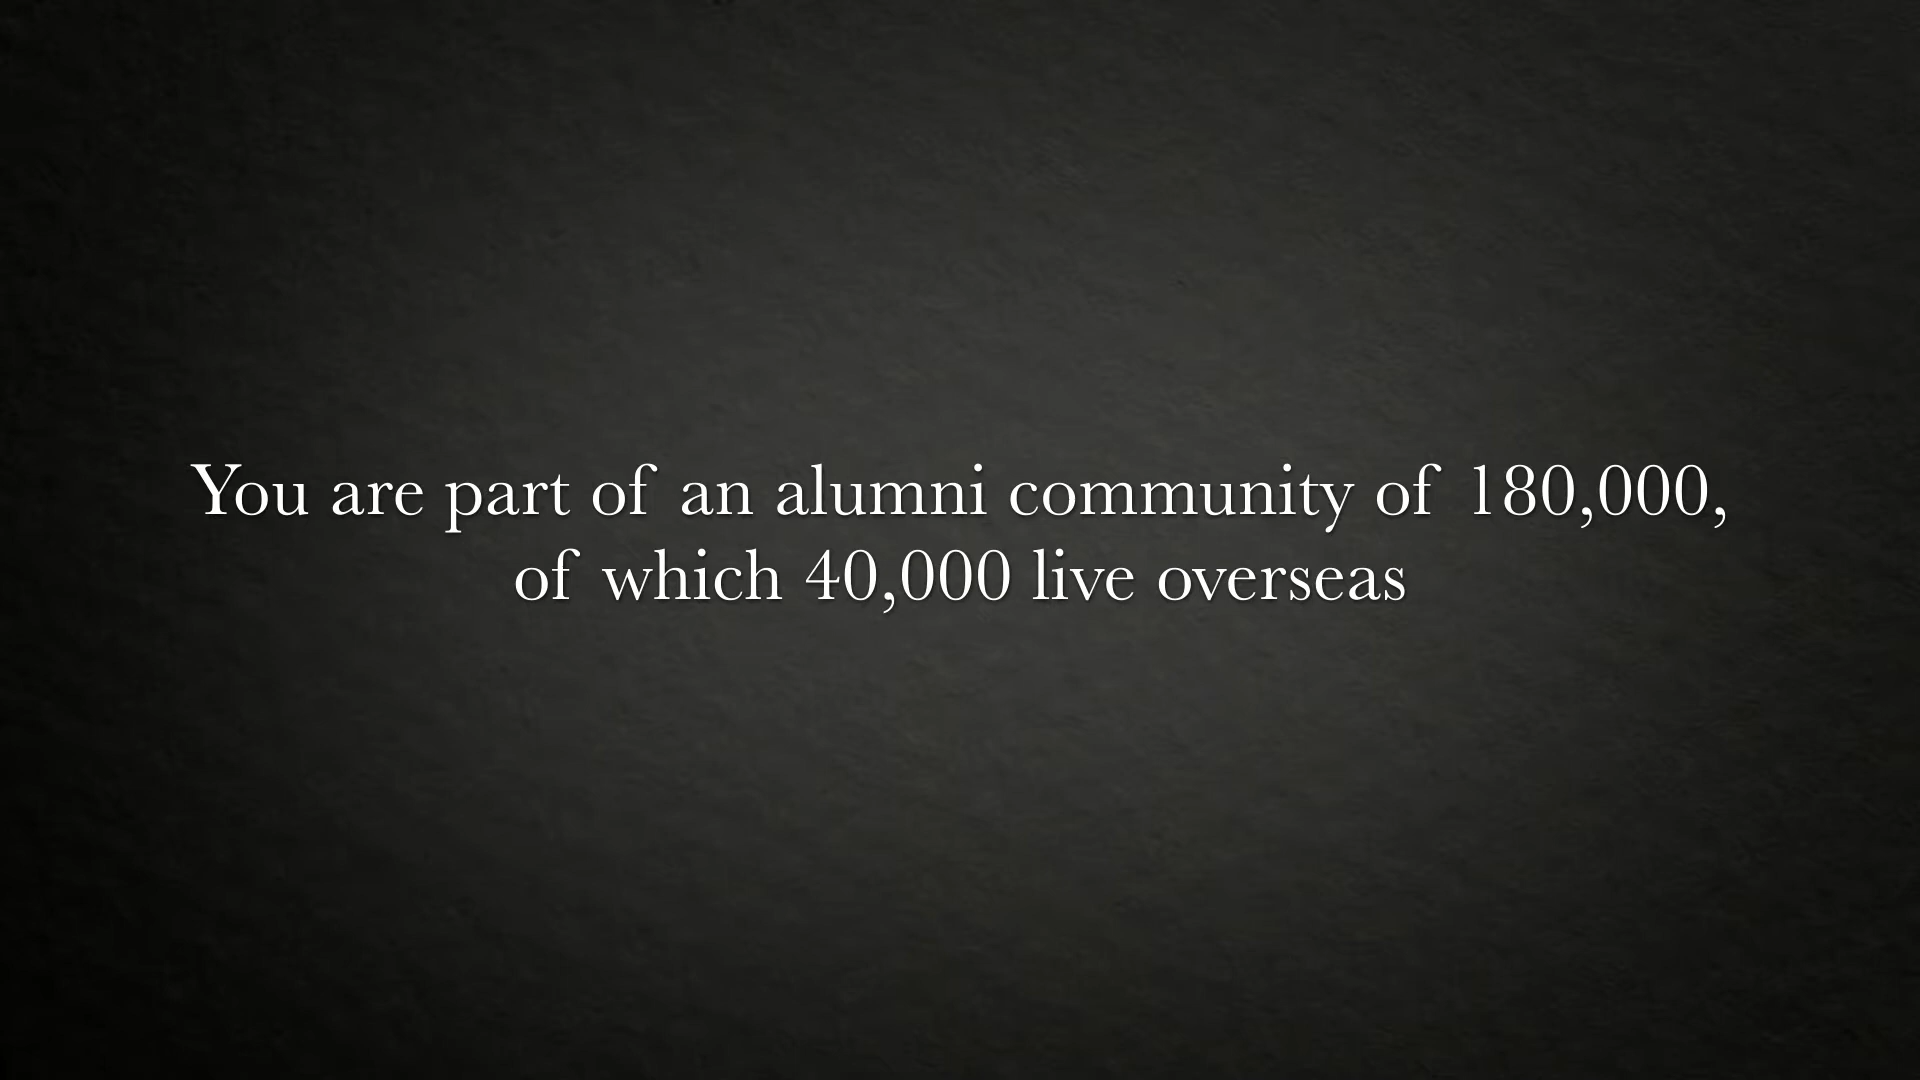 You are part of an alumni community of 180,000,
of which 40,000 live overseas